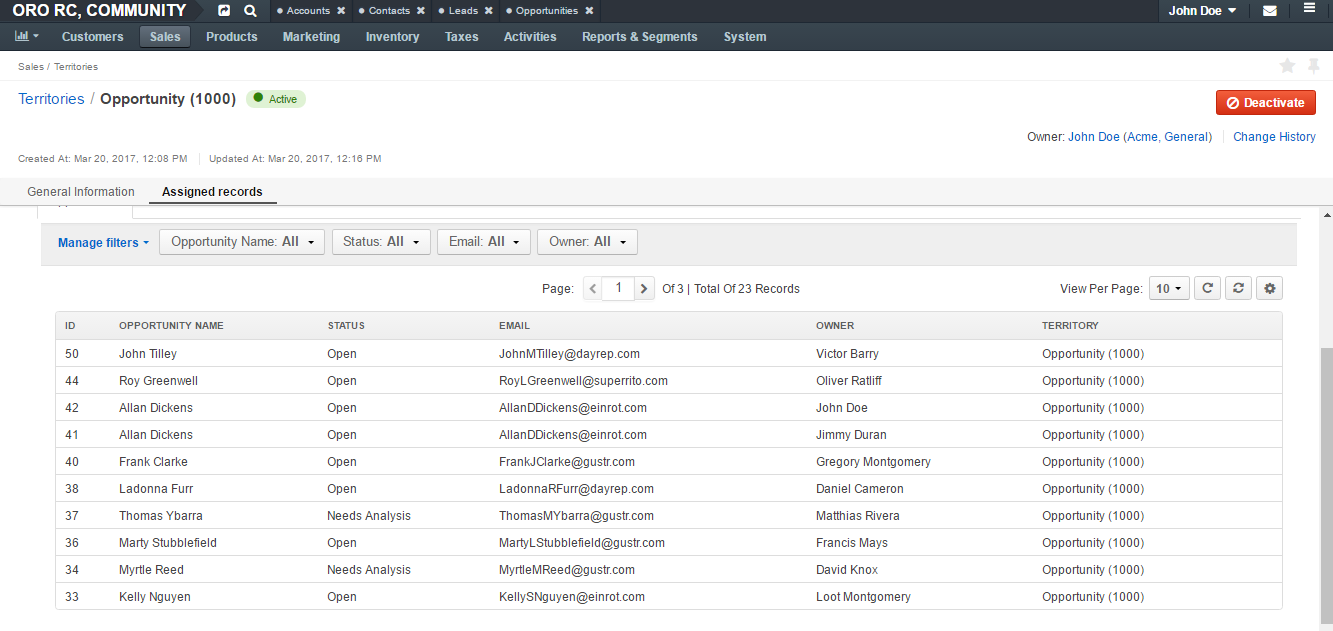 ORO RC, COMMUNITY Accounts Contacts Leads Opportunities John Doe
Customers Sales Products Marketing Inventory Taxes Activities Reports & Segments System
Sales / Territories
Territories / Opportunity (1000) Active Deactivate
Owner: John Doe (Acme, General) Change History
Created At: Mar 20, 2017, 12:08 PM Updated At: Mar 20, 2017, 12:16 PM
General Information Assigned records
Manage filters Opportunity Name: All Status: All Email: All Owner: All
Page: 1 Of 3 | Total Of 23 Records View Per Page: 10
ID OPPORTUNITY NAME STATUS EMAIL OWNER TERRITORY
50 John Tilley Open JohnMTilley@dayrep.com Victor Barry Opportunity (1000)
44 Roy Greenwell Open RoyLGreenwell@superrito.com Oliver Ratliff Opportunity (1000)
42 Allan Dickens Open AllanDDickens@einrot.com John Doe Opportunity (1000)
41 Allan Dickens Open AllanDDickens@einrot.com Jimmy Duran Opportunity (1000)
40 Frank Clarke Open FrankJClarke@gustr.com Gregory Montgomery Opportunity (1000)
38 Ladonna Furr Open LadonnaRFurr@dayrep.com Daniel Cameron Opportunity (1000)
37 Thomas Ybarra Needs Analysis ThomasMYbarra@gustr.com Matthias Rivera Opportunity (1000)
36 Marty Stubblefield Open MartyLStubblefield@gustr.com Francis Mays Opportunity (1000)
34 Myrtle Reed Needs Analysis MyrtleMReed@gustr.com David Knox Opportunity (1000)
33 Kelly Nguyen Open KellySNguyen@einrot.com Loot Montgomery Opportunity (1000)